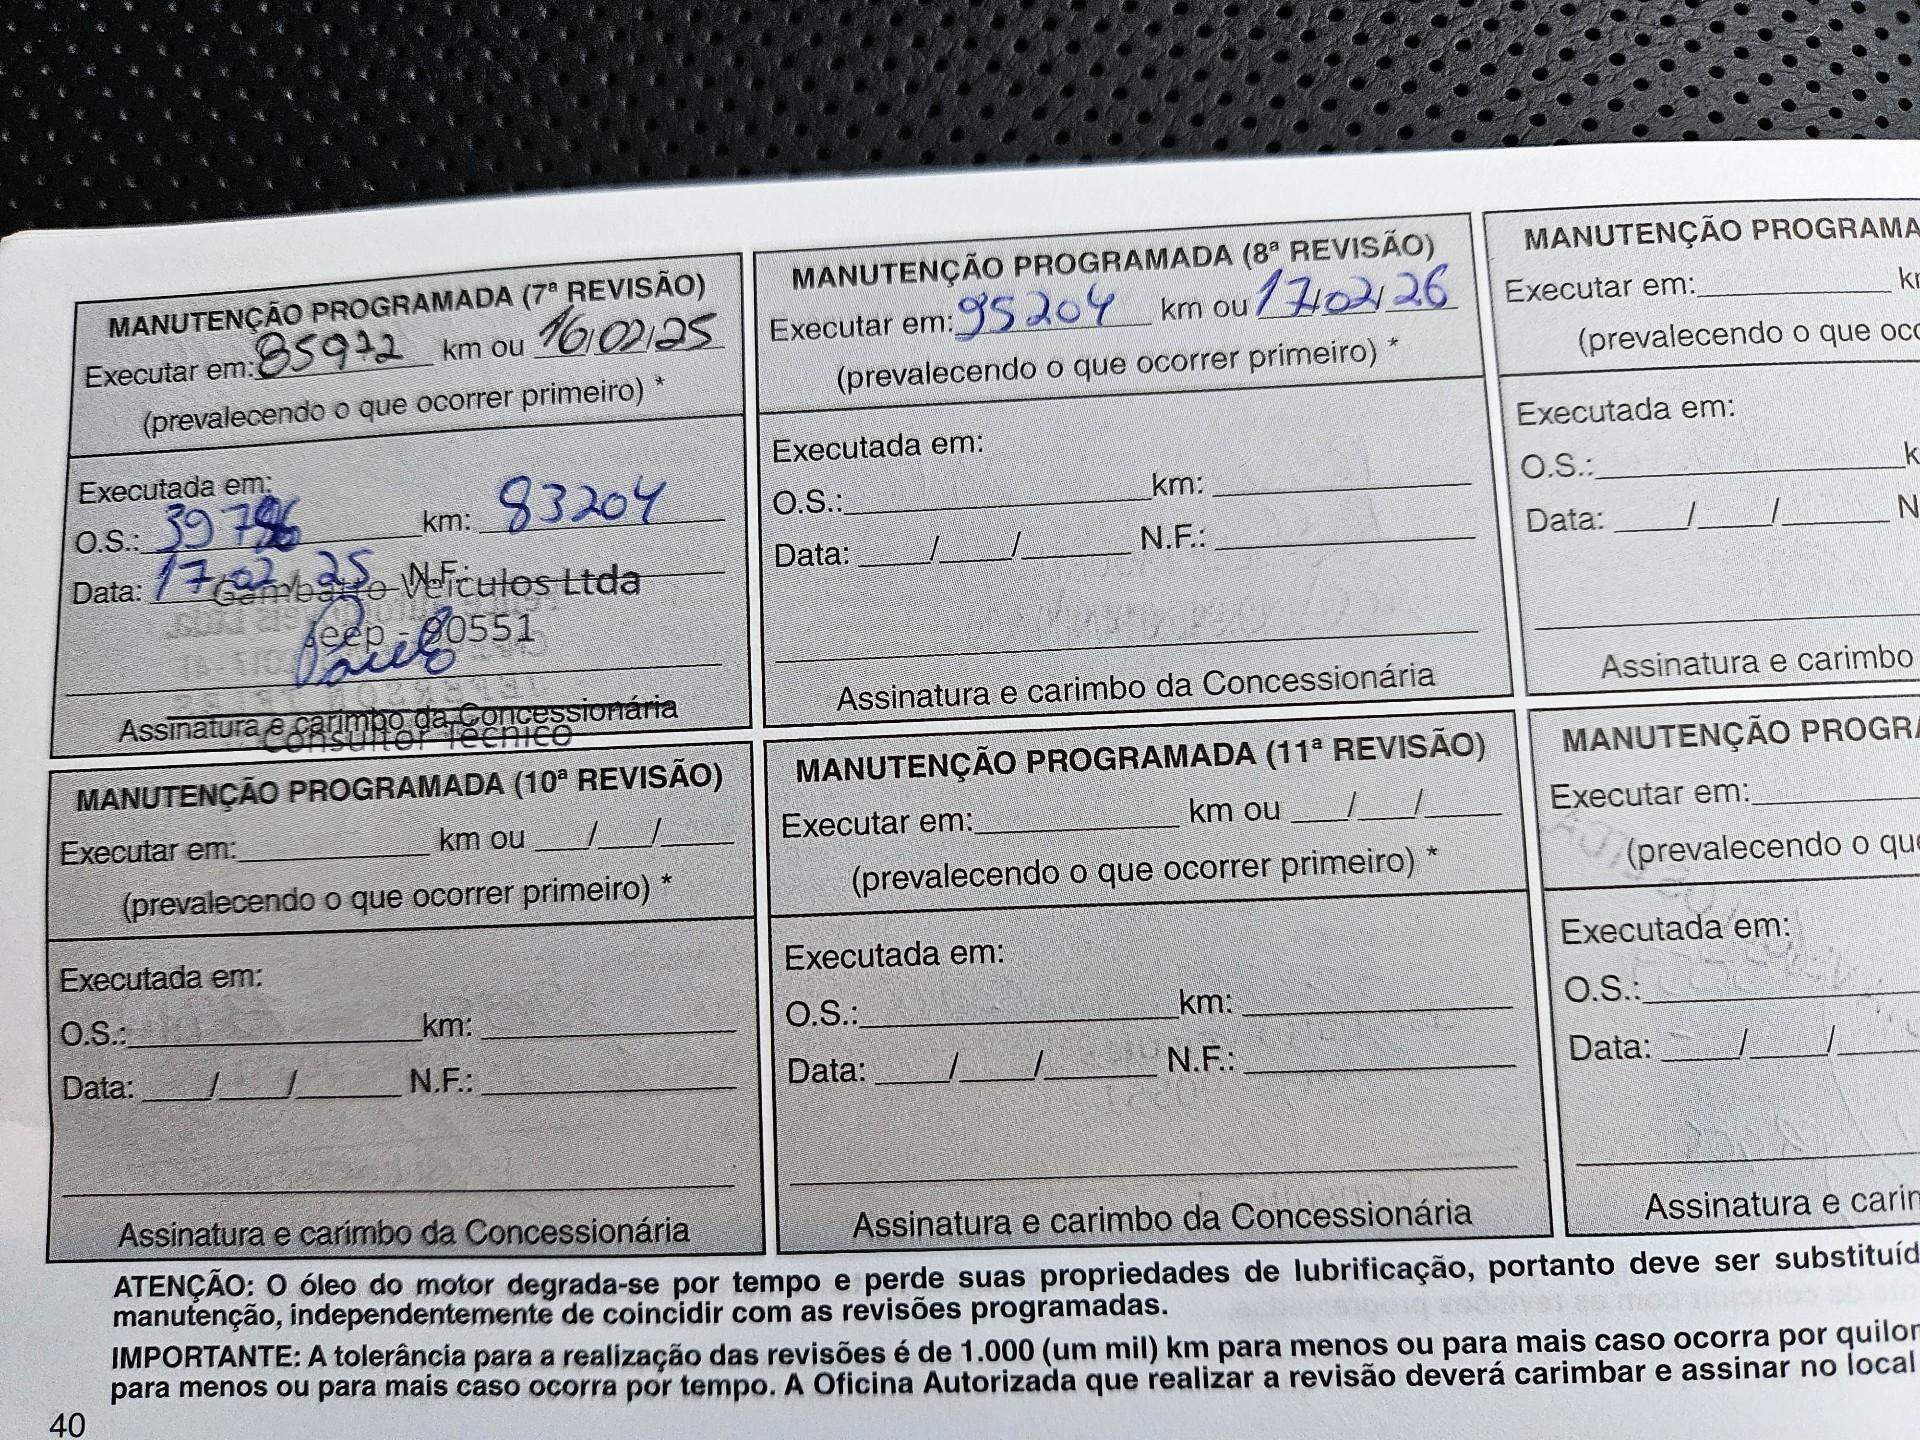 MANUTENÇÃO PROGRAMADA (7ª REVISÃO)
Executar em: 85972 km ou 16/02/25
(prevalecendo o que ocorrer primeiro) *
Executada em:
O.S.: km: 83204
Data: 17/02/25 N.F.:
Gambatto Veiculos Ltda
Jeep - 80551
Assinatura e carimbo da Concessionária
Consultor Técnico
MANUTENÇÃO PROGRAMADA (8ª REVISÃO)
Executar em: 95204 km ou 17/02/26
(prevalecendo o que ocorrer primeiro) *
Executada em:
O.S.: km:
Data: / / N.F.:
Assinatura e carimbo da Concessionária
MANUTENÇÃO PROGRAMA
Executar em:
(prevalecendo o que
Executada em:
O.S.:
Data: / / N
Assinatura e carimbo
MANUTENÇÃO PROGRAMADA (10ª REVISÃO)
Executar em: km ou / /
(prevalecendo o que ocorrer primeiro) *
Executada em:
O.S.: km:
Data: / / N.F.:
Assinatura e carimbo da Concessionária
MANUTENÇÃO PROGRAMADA (11ª REVISÃO)
Executar em: km ou / /
(prevalecendo o que ocorrer primeiro) *
Executada em:
O.S.: km:
Data: / / N.F.:
Assinatura e carimbo da Concessionária
MANUTENÇÃO PROGRA
Executar em:
(prevalecendo o qu
Executada em:
O.S.:
Data: / /
Assinatura e carim
ATENÇÃO: O óleo do motor degrada-se por tempo e perde suas propriedades de lubrificação, portanto deve ser substituíd
manutenção, independentemente de coincidir com as revisões programadas.
IMPORTANTE: A tolerância para a realização das revisões é de 1.000 (um mil) km para menos ou para mais caso ocorra por quilom
para menos ou para mais caso ocorra por tempo. A Oficina Autorizada que realizar a revisão deverá carimbar e assinar no local
40